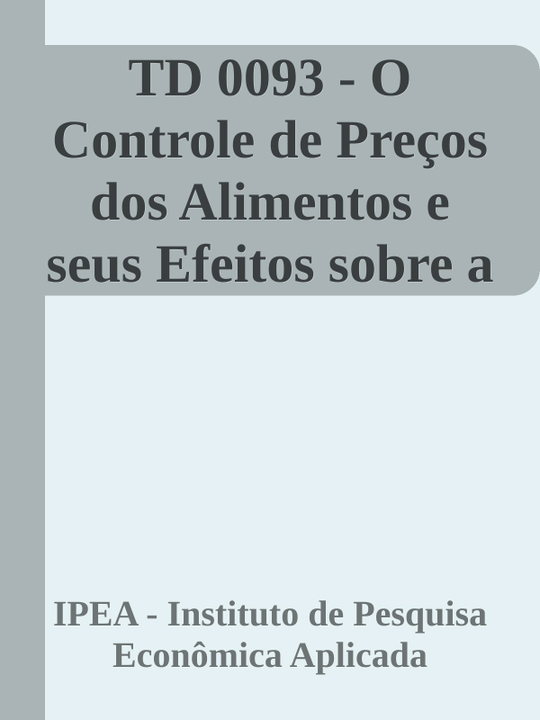 TD 0093 - O
Controle de Preços
dos Alimentos e
seus Efeitos sobre a
IPEA - Instituto de Pesquisa
Econômica Aplicada